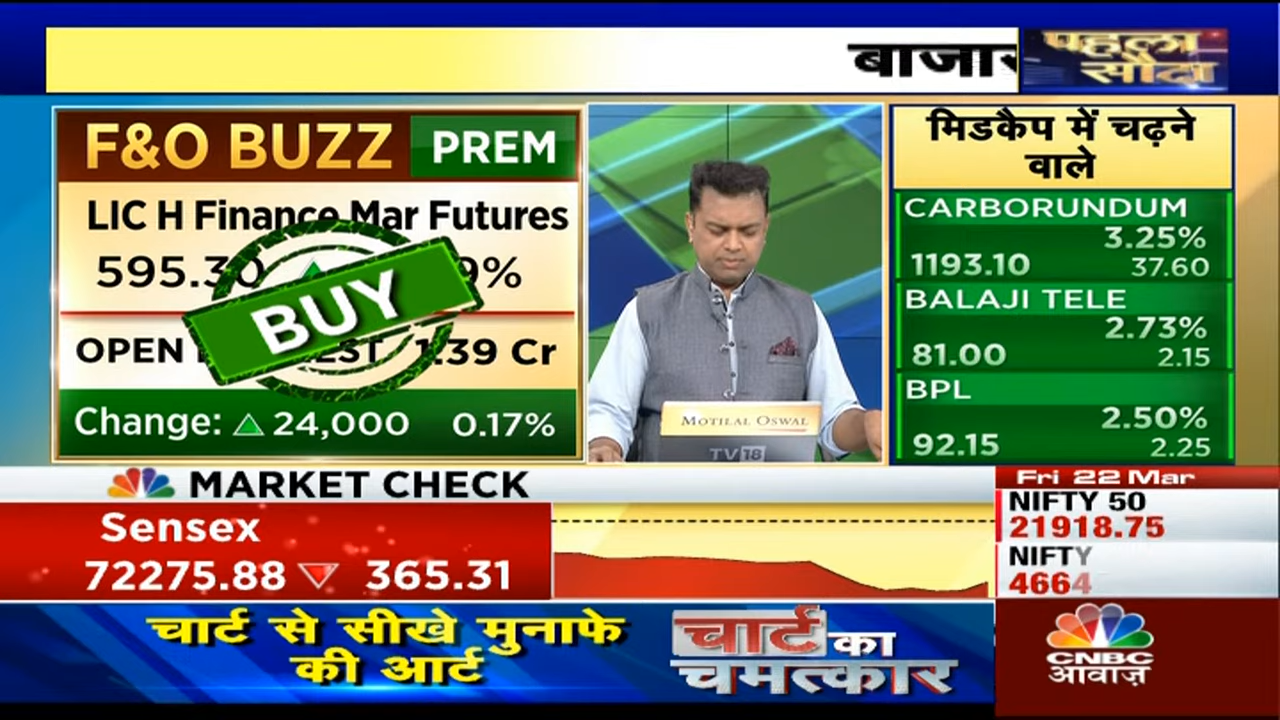 बाजार
पहला
सौदा
F&O BUZZ PREM
LIC H Finance Mar Futures
595.30 9%
BUY
OPEN 1.39 Cr
Change: ▲ 24,000 0.17%
MOTILAL OSWAL
TV18
मिडकैप में चढ़ने
वाले
CARBORUNDUM
3.25%
1193.10 37.60
BALAJI TELE
2.73%
81.00 2.15
BPL
2.50%
92.15 2.25
MARKET CHECK
Sensex
72275.88 ▼ 365.31
Fri 22 Mar
NIFTY 50
21918.75
NIFTY
4664
चार्ट से सीखे मुनाफे
की आर्ट
चार्ट का
चमत्कार
CNBC
आवाज़